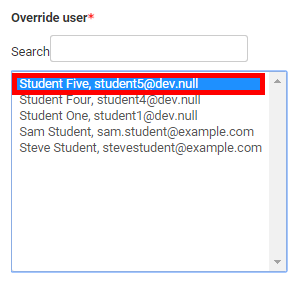 Override user*
Search
Student Five, student5@dev.null
Student Four, student4@dev.null
Student One, student1@dev.null
Sam Student, sam.student@example.com
Steve Student, stevestudent@example.com